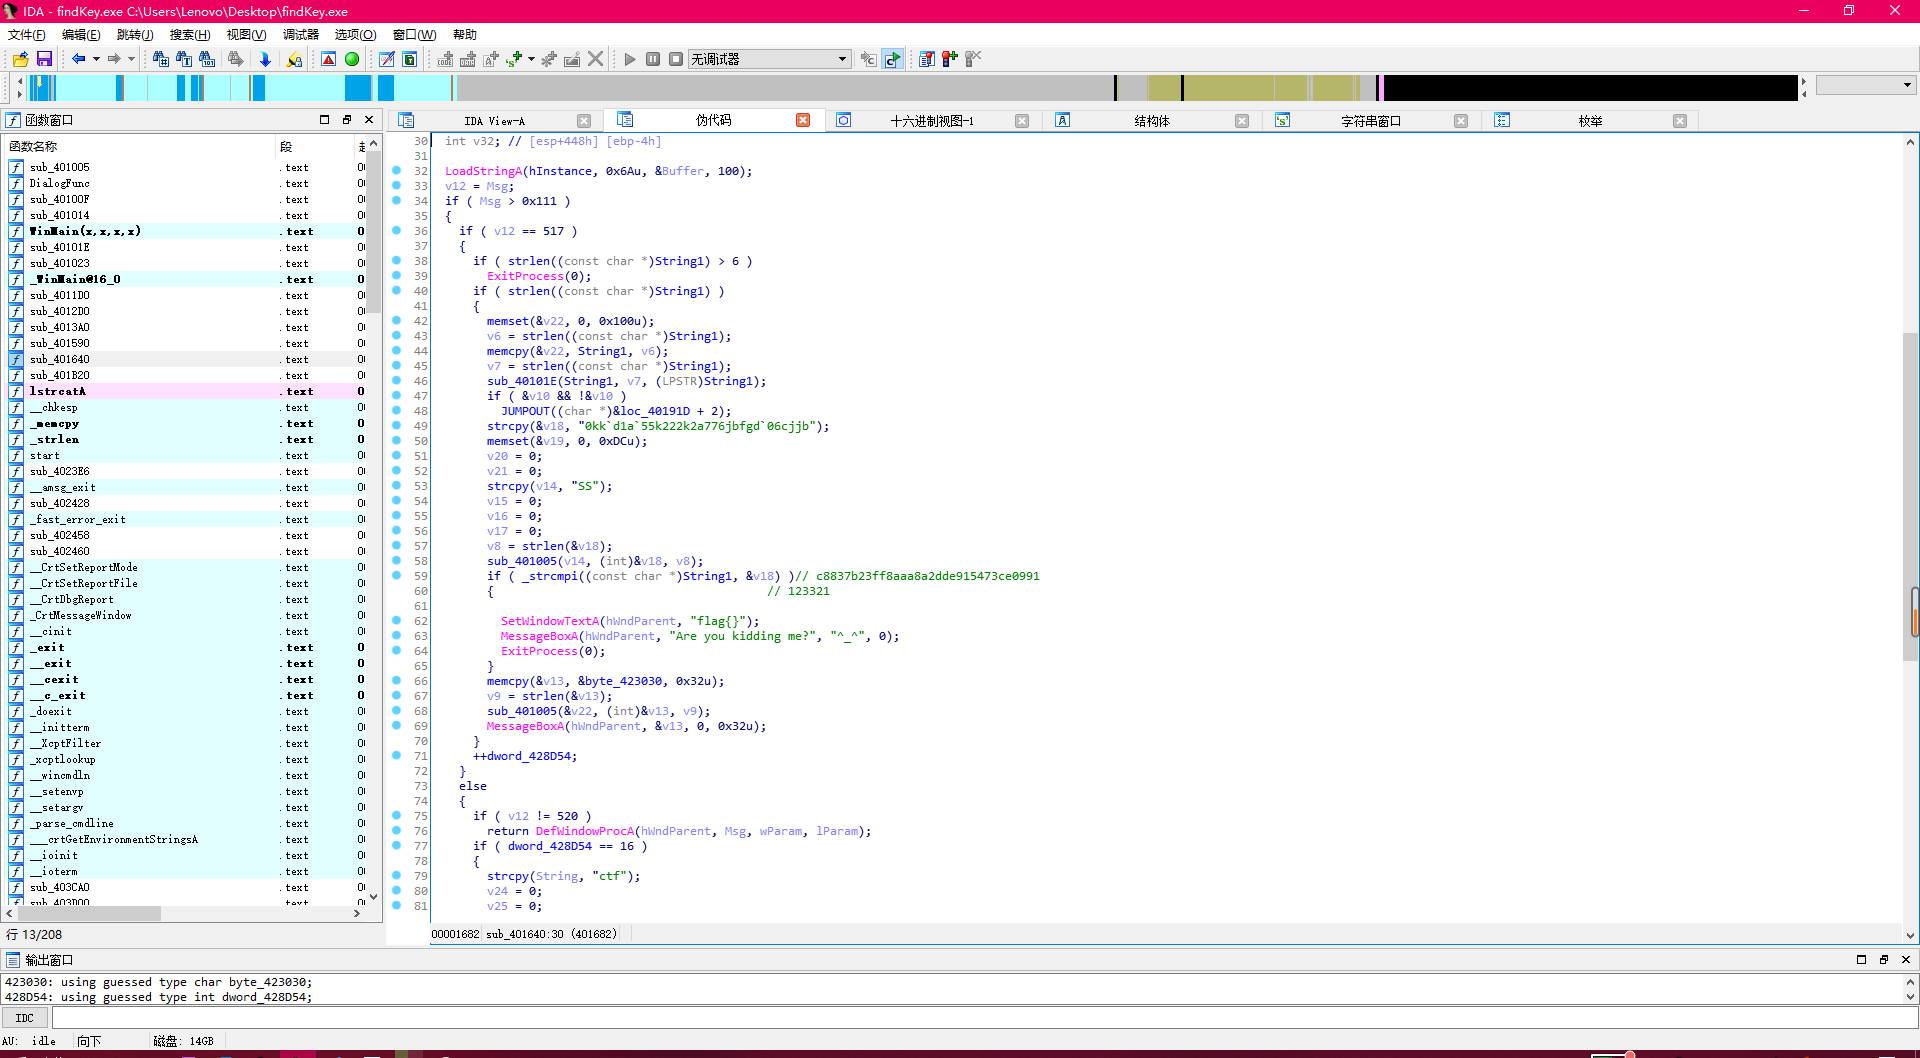 IDA - findKey.exe C:\Users\Lenovo\Desktop\findKey.exe
文件(F) 编辑(E) 跳转(J) 搜索(H) 视图(V) 调试器 选项(O) 窗口(W) 帮助
无调试器
函数窗口
IDA View-A 伪代码 十六进制视图-1 结构体 字符串窗口 枚举
函数名称 段
sub_401005 .text 0
DialogFunc .text 0
sub_40100F .text 0
sub_401014 .text 0
WinMain(x,x,x,x) .text 0
sub_40101E .text 0
sub_401023 .text 0
_WinMain@16_0 .text 0
sub_4011D0 .text 0
sub_4012D0 .text 0
sub_4013A0 .text 0
sub_401590 .text 0
sub_401640 .text 0
sub_401B20 .text 0
lstrcatA .text 0
__chkesp .text 0
_memcpy .text 0
_strlen .text 0
start .text 0
sub_4023E6 .text 0
__amsg_exit .text 0
sub_402428 .text 0
_fast_error_exit .text 0
sub_402458 .text 0
sub_402460 .text 0
__CrtSetReportMode .text 0
__CrtSetReportFile .text 0
__CrtDbgReport .text 0
_CrtMessageWindow .text 0
__cinit .text 0
_exit .text 0
__exit .text 0
__cexit .text 0
__c_exit .text 0
_doexit .text 0
__initterm .text 0
__XcptFilter .text 0
_xcptlookup .text 0
__wincmdln .text 0
__setenvp .text 0
__setargv .text 0
_parse_cmdline .text 0
___crtGetEnvironmentStringsA .text 0
__ioinit .text 0
__ioterm .text 0
sub_403CA0 .text 0
sub_403D00 .text 0
行 13/208
30 int v32; // [esp+448h] [ebp-4h]
31
32 LoadStringA(hInstance, 0x6Au, &Buffer, 100);
33 v12 = Msg;
34 if ( Msg > 0x111 )
35 {
36 if ( v12 == 517 )
37 {
38 if ( strlen((const char *)String1) > 6 )
39 ExitProcess(0);
40 if ( strlen((const char *)String1) )
41 {
42 memset(&v22, 0, 0x100u);
43 v6 = strlen((const char *)String1);
44 memcpy(&v22, String1, v6);
45 v7 = strlen((const char *)String1);
46 sub_40101E(String1, v7, (LPSTR)String1);
47 if ( &v10 && !&v10 )
48 JUMPOUT((char *)&loc_40191D + 2);
49 strcpy(&v18, "0kk`d1a`55k222k2a776jbfgd`06cjjb");
50 memset(&v19, 0, 0xDCu);
51 v20 = 0;
52 v21 = 0;
53 strcpy(v14, "SS");
54 v15 = 0;
55 v16 = 0;
56 v17 = 0;
57 v8 = strlen(&v18);
58 sub_401005(v14, (int)&v18, v8);
59 if ( _strcmpi((const char *)String1, &v18) )// c8837b23ff8aaa8a2dde915473ce0991
60 { // 123321
61
62 SetWindowTextA(hWndParent, "flag{}");
63 MessageBoxA(hWndParent, "Are you kidding me?", "^_^", 0);
64 ExitProcess(0);
65 }
66 memcpy(&v13, &byte_423030, 0x32u);
67 v9 = strlen(&v13);
68 sub_401005(&v22, (int)&v13, v9);
69 MessageBoxA(hWndParent, &v13, 0, 0x32u);
70 }
71 ++dword_428D54;
72 }
73 else
74 {
75 if ( v12 != 520 )
76 return DefWindowProcA(hWndParent, Msg, wParam, lParam);
77 if ( dword_428D54 == 16 )
78 {
79 strcpy(String, "ctf");
80 v24 = 0;
81 v25 = 0;
00001682 sub_401640:30 (401682)
输出窗口
423030: using guessed type char byte_423030;
428D54: using guessed type int dword_428D54;
IDC
AU: idle 向下 磁盘: 14GB